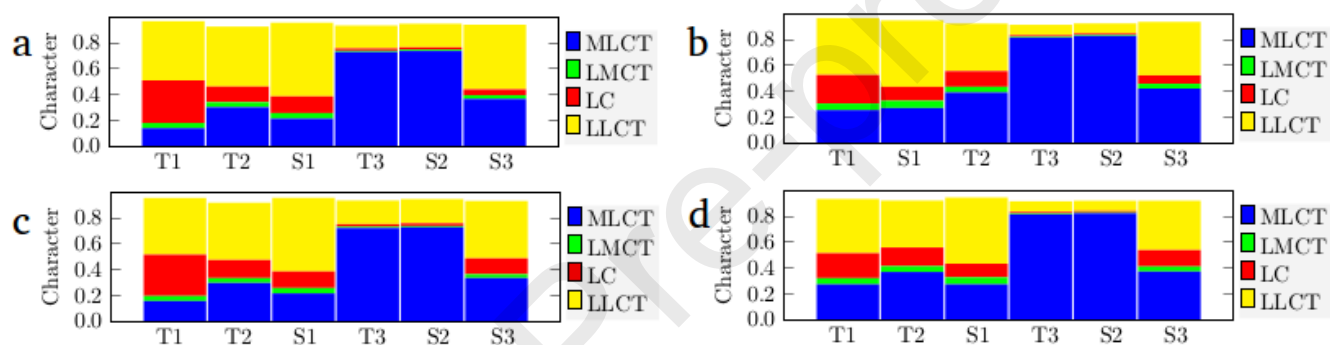 a
Character
0.8
0.6
0.4
0.2
0.0
T1 T2 S1 T3 S2 S3
MLCT
LMCT
LC
LLCT
b
Character
0.8
0.6
0.4
0.2
0.0
T1 S1 T2 T3 S2 S3
MLCT
LMCT
LC
LLCT
c
Character
0.8
0.6
0.4
0.2
0.0
T1 T2 S1 T3 S2 S3
MLCT
LMCT
LC
LLCT
d
Character
0.8
0.6
0.4
0.2
0.0
T1 T2 S1 T3 S2 S3
MLCT
LMCT
LC
LLCT
Pre-pro